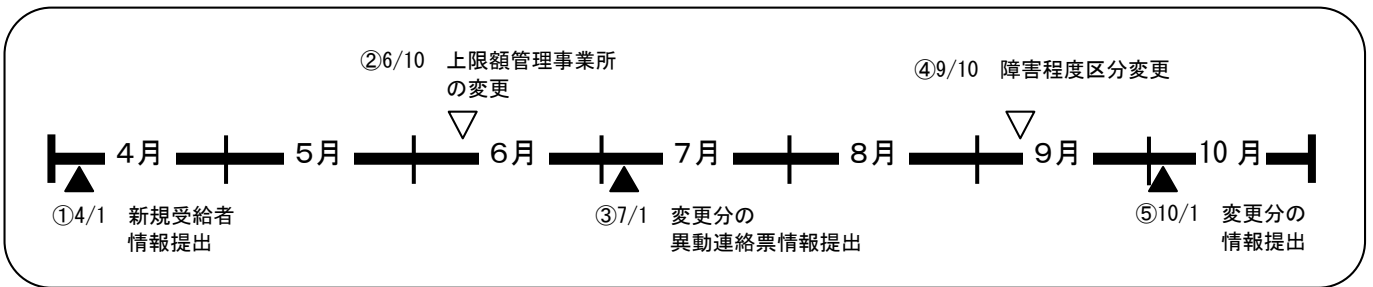 ②6/10 上限額管理事業所
の変更
④9/10 障害程度区分変更
4月 5月 6月 7月 8月 9月 10月
①4/1 新規受給者
情報提出
③7/1 変更分の
異動連絡票情報提出
⑤10/1 変更分の
情報提出